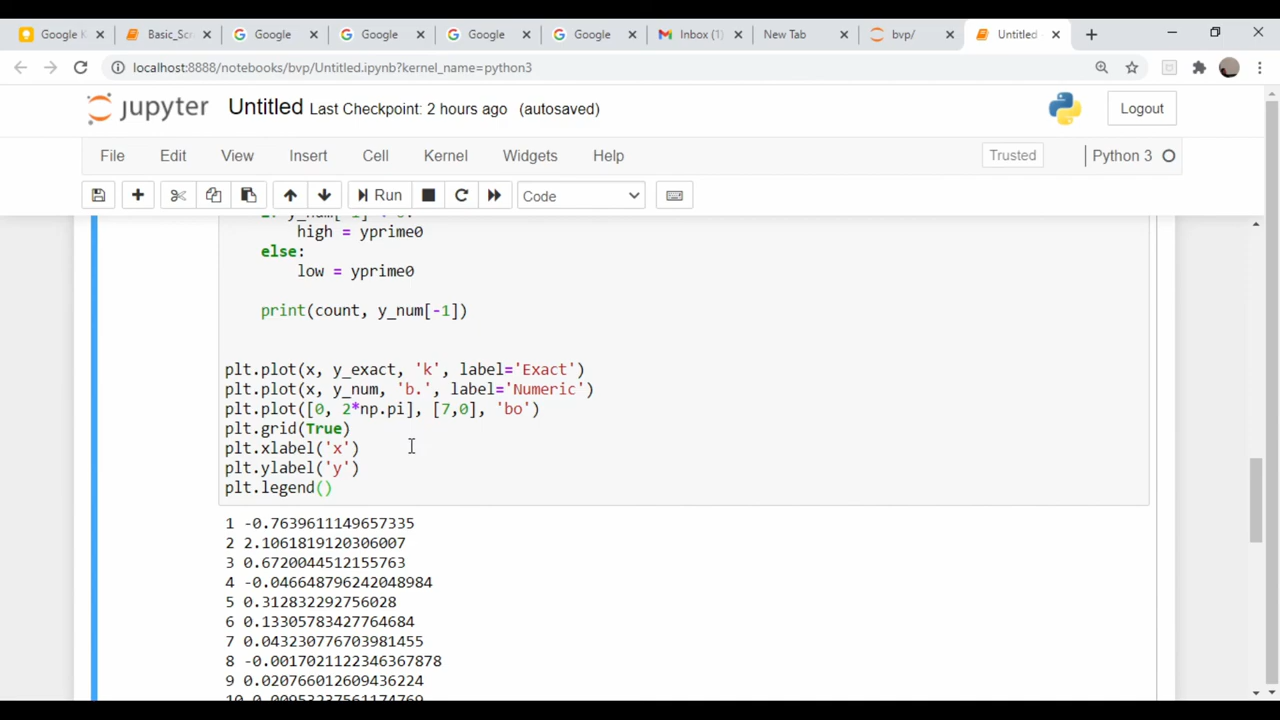 Google K
Basic_Scr
Google
Google
Google
Google
Inbox (1)
New Tab
bvp/
Untitled
localhost:8888/notebooks/bvp/Untitled.ipynb?kernel_name=python3
jupyter Untitled Last Checkpoint: 2 hours ago (autosaved)
Logout
File Edit View Insert Cell Kernel Widgets Help
Trusted
Python 3
Run
Code
high = yprime0
else:
low = yprime0
print(count, y_num[-1])
plt.plot(x, y_exact, 'k', label='Exact')
plt.plot(x, y_num, 'b.', label='Numeric')
plt.plot([0, 2*np.pi], [7,0], 'bo')
plt.grid(True)
plt.xlabel('x')
plt.ylabel('y')
plt.legend()
1 -0.7639611149657335
2 2.1061819120306007
3 0.6720044512155763
4 -0.046648796242048984
5 0.312832292756028
6 0.13305783427764684
7 0.043230776703981455
8 -0.0017021122346367878
9 0.020766012609436224
10 0.00953237561174769